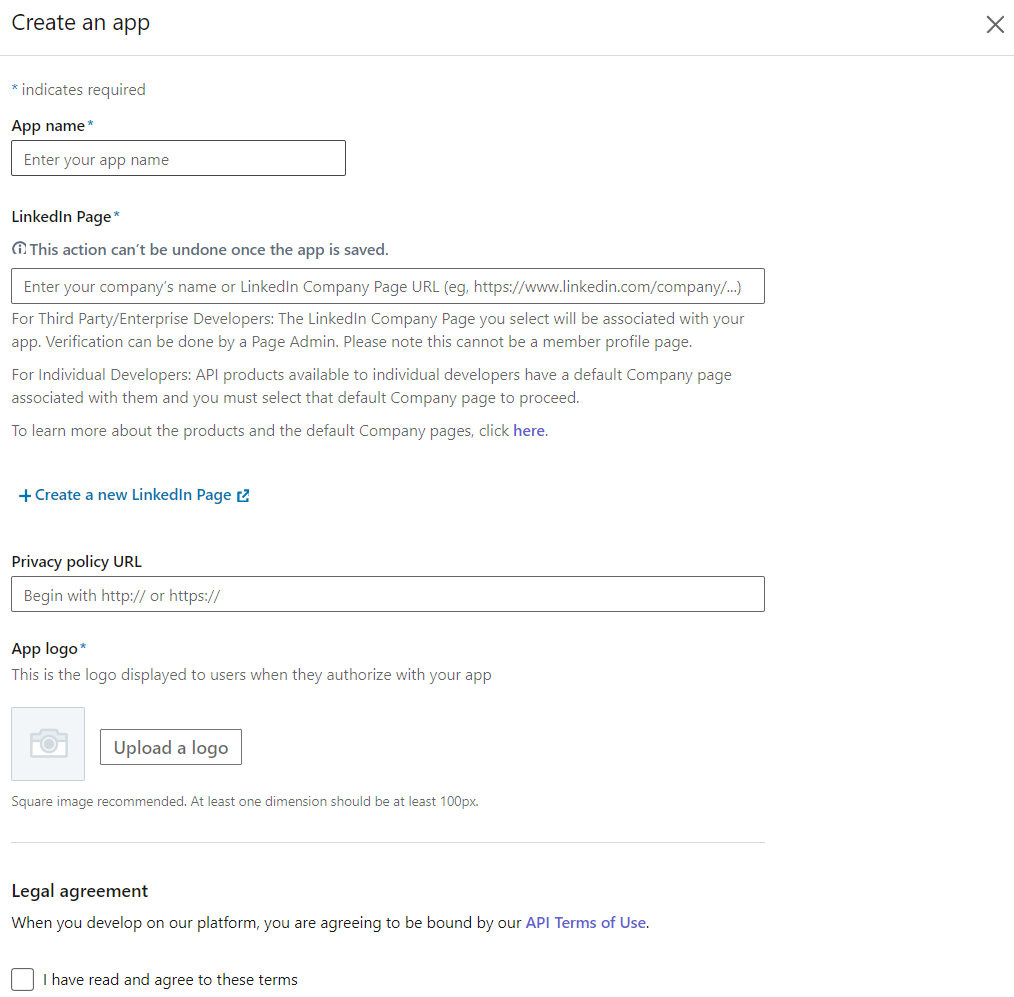 Create an app
* indicates required
App name*
Enter your app name
LinkedIn Page*
This action can't be undone once the app is saved.
Enter your company's name or LinkedIn Company Page URL (eg, https://www.linkedin.com/company/...)
For Third Party/Enterprise Developers: The LinkedIn Company Page you select will be associated with your
app. Verification can be done by a Page Admin. Please note this cannot be a member profile page.
For Individual Developers: API products available to individual developers have a default Company page
associated with them and you must select that default Company page to proceed.
To learn more about the products and the default Company pages, click here.
+ Create a new LinkedIn Page
Privacy policy URL
Begin with http:// or https://
App logo*
This is the logo displayed to users when they authorize with your app
Upload a logo
Square image recommended. At least one dimension should be at least 100px.
Legal agreement
When you develop on our platform, you are agreeing to be bound by our API Terms of Use.
I have read and agree to these terms